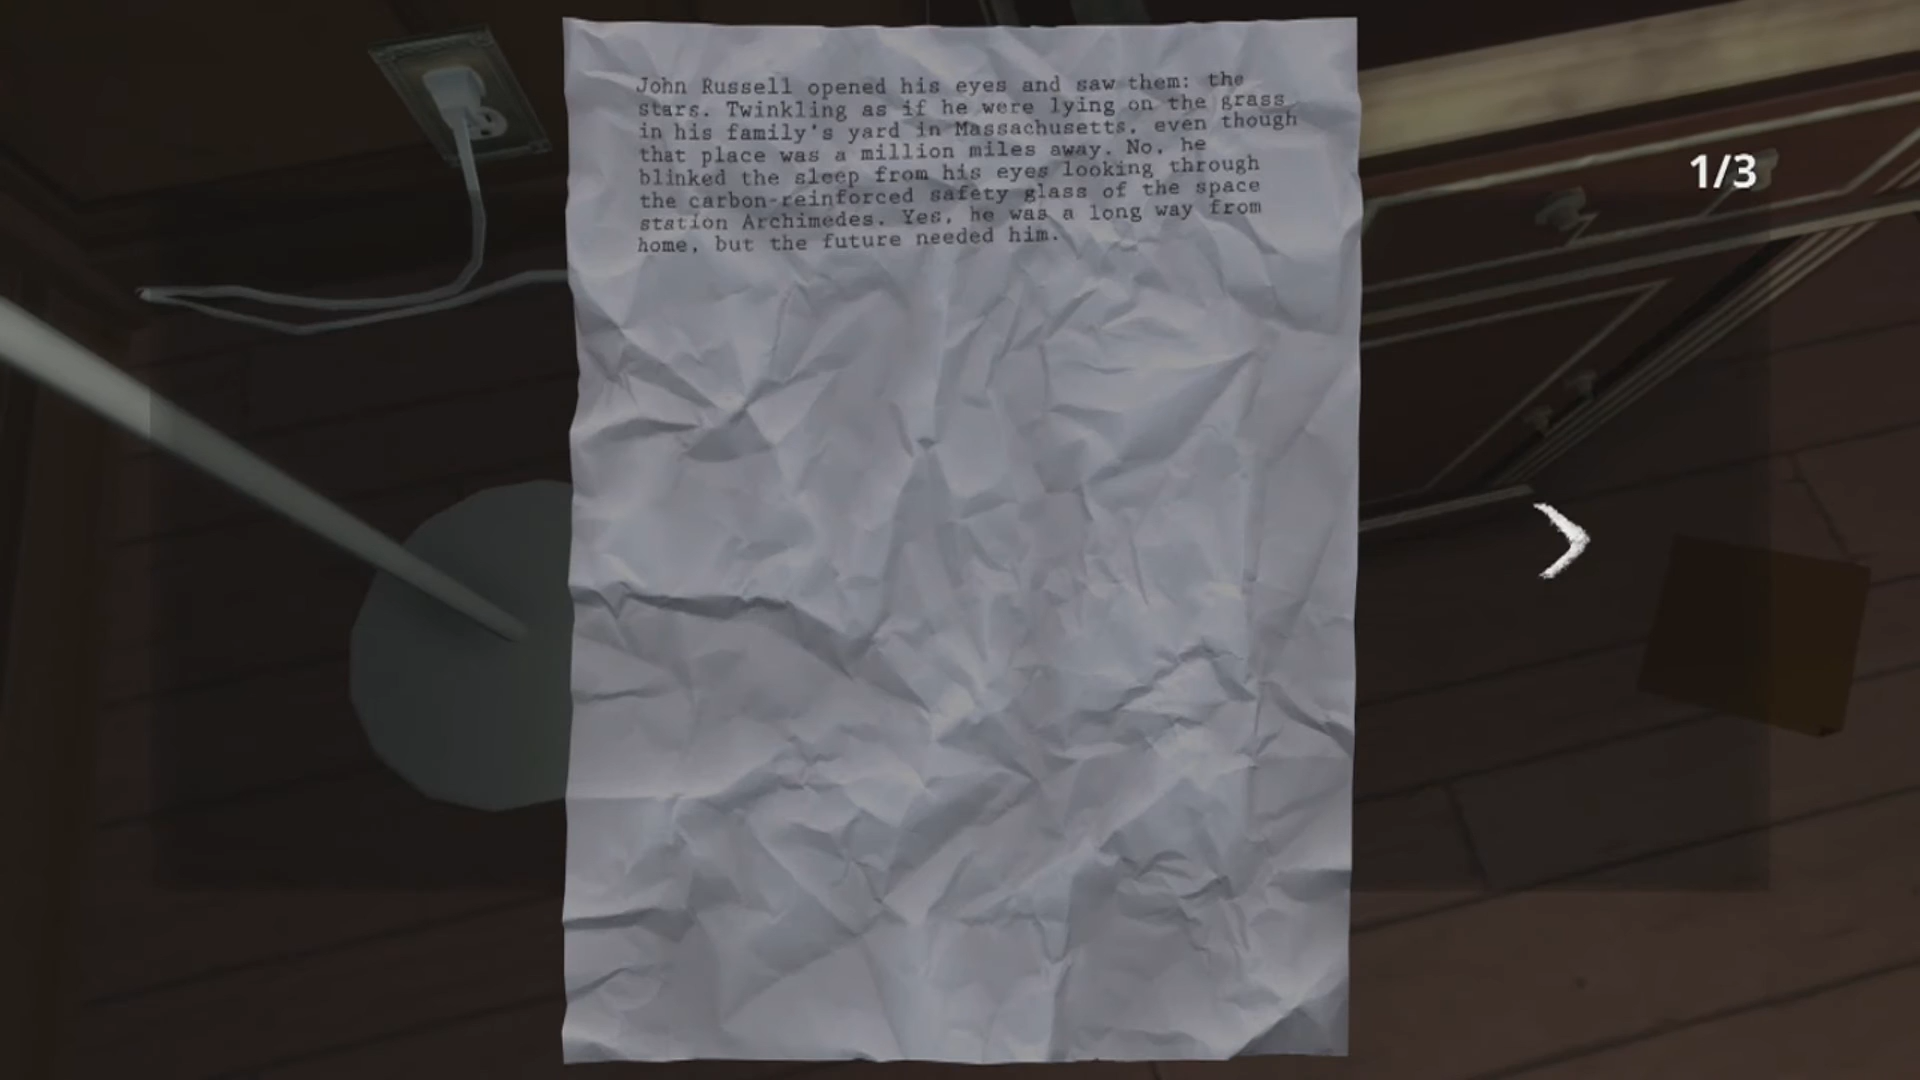 John Russell opened his eyes and saw them: the
stars. Twinkling as if he were lying on the grass
in his family's yard in Massachusetts, even though
that place was a million miles away. No, he
blinked the sleep from his eyes looking through
the carbon-reinforced safety glass of the space
station Archimedes. Yes, he was a long way from
home, but the future needed him.
1/3